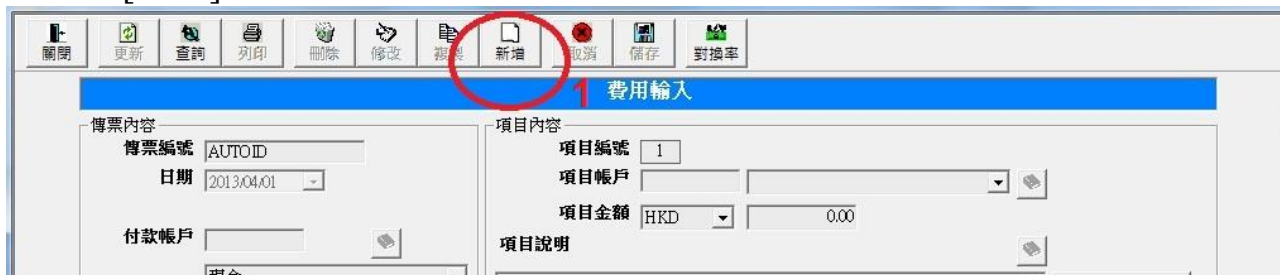 關閉 更新 查詢 列印 刪除 修改 複製 新增 取消 儲存 對換率
1 費用輸入
傳票內容
傳票編號 AUTOID
日期 2013/04/01
付款帳戶
現金
項目內容
項目編號 1
項目帳戶
項目金額 HKD 0.00
項目說明